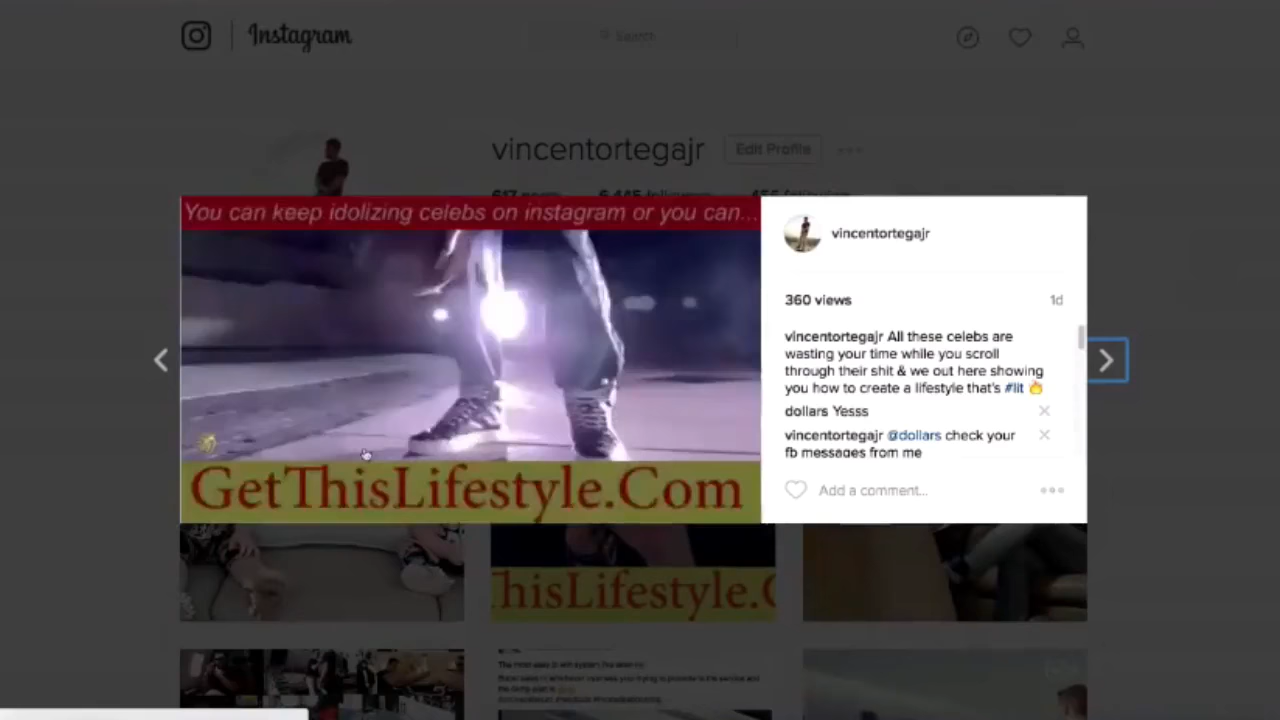 Instagram
Search
vincentortegajr Edit Profile
You can keep idolizing celebs on instagram or you can...
GetThisLifestyle.Com
vincentortegajr
360 views 1d
vincentortegajr All these celebs are
wasting your time while you scroll
through their shit & we out here showing
you how to create a lifestyle that's #lit 🔥
dollars Yesss
vincentortegajr @dollars check your
fb messages from me
Add a comment...
ThisLifestyle.C